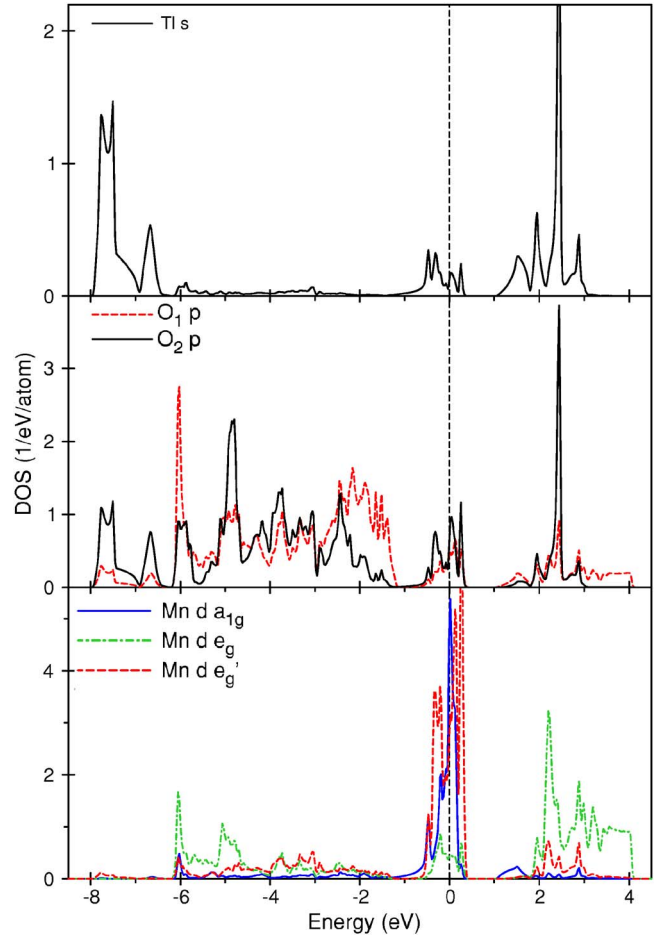 Tl s
2
1
0
O₁ p
O₂ p
3
2
1
0
DOS (1/eV/atom)
Mn d a₁g
Mn d eg
Mn d eg'
4
2
0
-8 -6 -4 -2 0 2 4
Energy (eV)